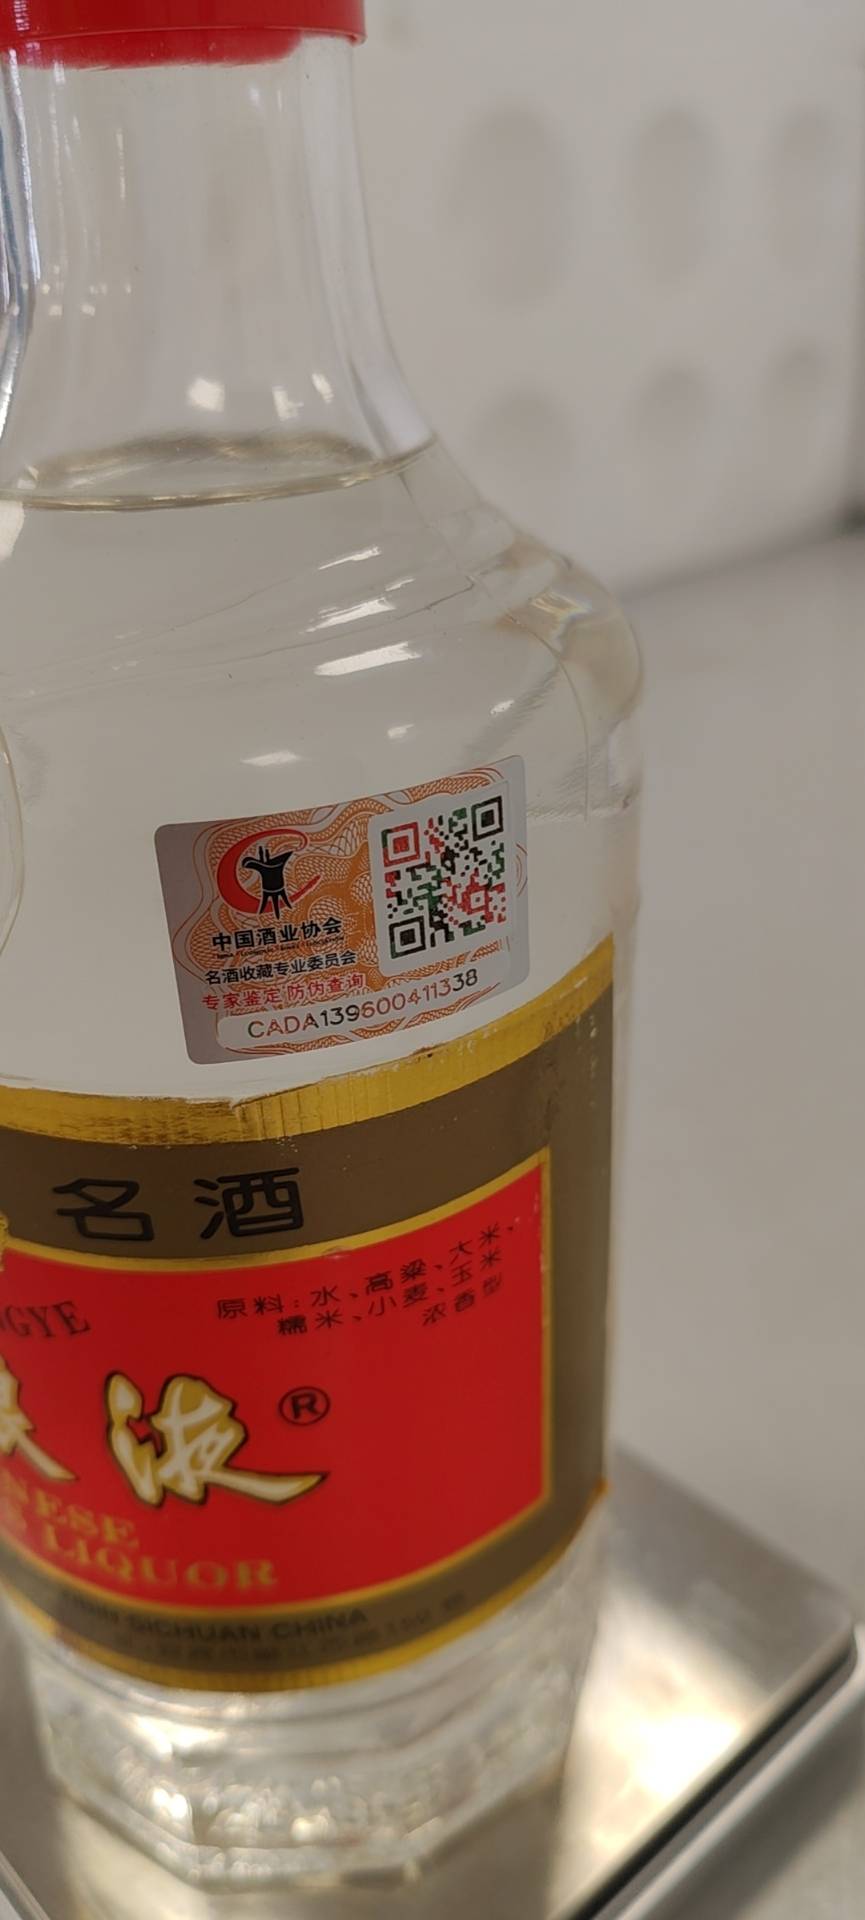 中国酒业协会
名酒收藏专业委员会
专家鉴定 防伪查询
CADA139600411338
名酒
原料：水、高粱、大米、
糯米、小麦、玉米
浓香型
GYE
液®
NESE
LIQUOR
SICHUAN CHINA